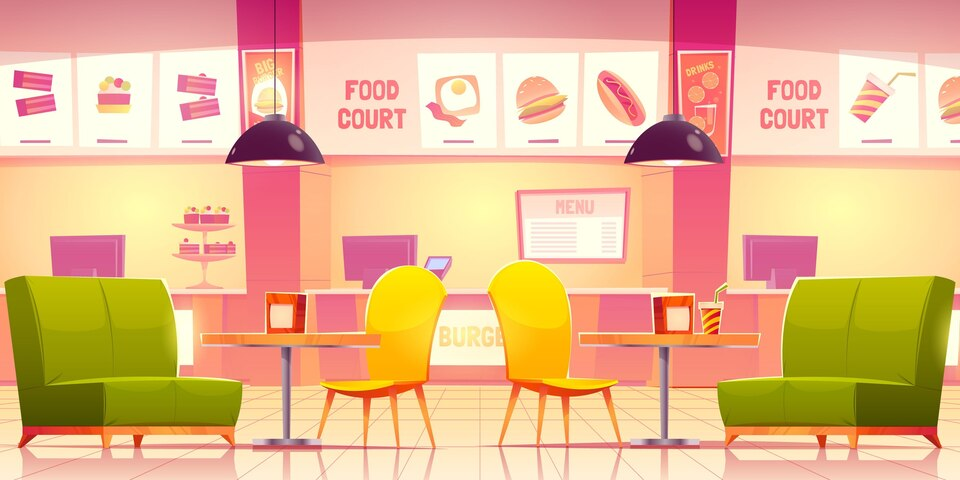 BIG
FOOD
COURT
DRINKS
FOOD
COURT
MENU
BURGE